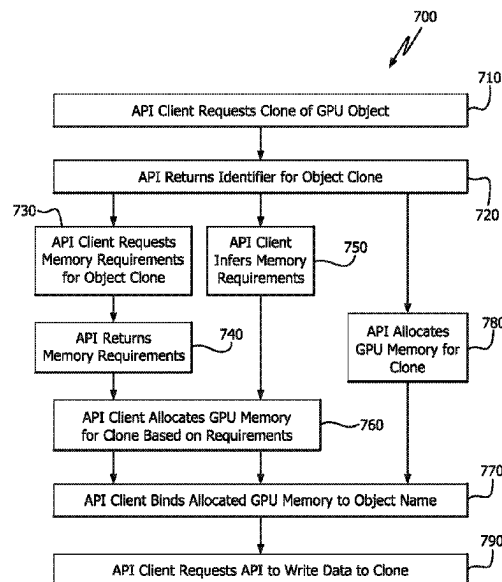 700
710
API Client Requests Clone of GPU Object
API Returns Identifier for Object Clone
720
730
API Client Requests
Memory Requirements
for Object Clone
API Client
Infers Memory
Requirements
750
API Returns
Memory Requirements
740
API Allocates
GPU Memory for
Clone
780
API Client Allocates GPU Memory
for Clone Based on Requirements
760
770
API Client Binds Allocated GPU Memory to Object Name
790
API Client Requests API to Write Data to Clone